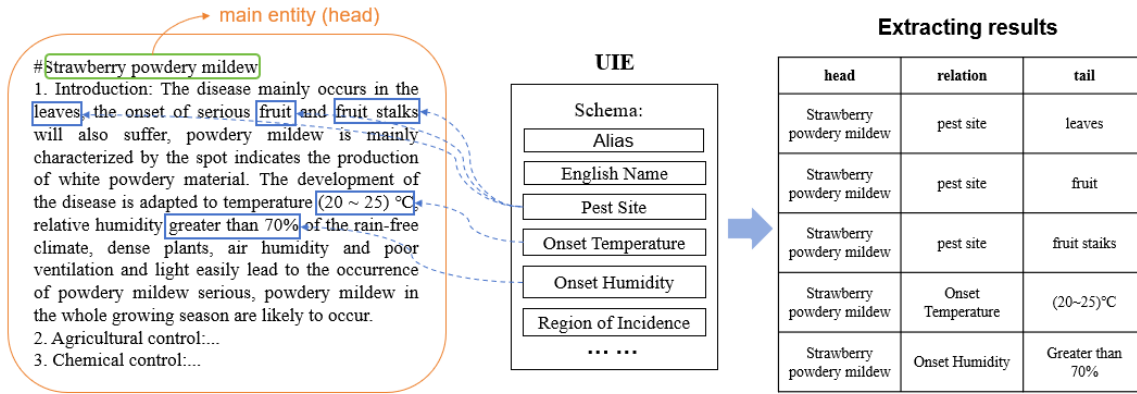 main entity (head)
#Strawberry powdery mildew
1. Introduction: The disease mainly occurs in the
leaves, the onset of serious fruit and fruit stalks
will also suffer, powdery mildew is mainly
characterized by the spot indicates the production
of white powdery material. The development of
the disease is adapted to temperature (20 ~ 25) ℃,
relative humidity greater than 70% of the rain-free
climate, dense plants, air humidity and poor
ventilation and light easily lead to the occurrence
of powdery mildew serious, powdery mildew in
the whole growing season are likely to occur.
2. Agricultural control:...
3. Chemical control:....
UIE
Schema:
Alias
English Name
Pest Site
Onset Temperature
Onset Humidity
Region of Incidence
... ...
Extracting results
head relation tail
Strawberry
powdery mildew
pest site
leaves
Strawberry
powdery mildew
pest site
fruit
Strawberry
powdery mildew
pest site
fruit staiks
Strawberry
powdery mildew
Onset
Temperature
(20~25)℃
Strawberry
powdery mildew
Onset Humidity
Greater than
70%